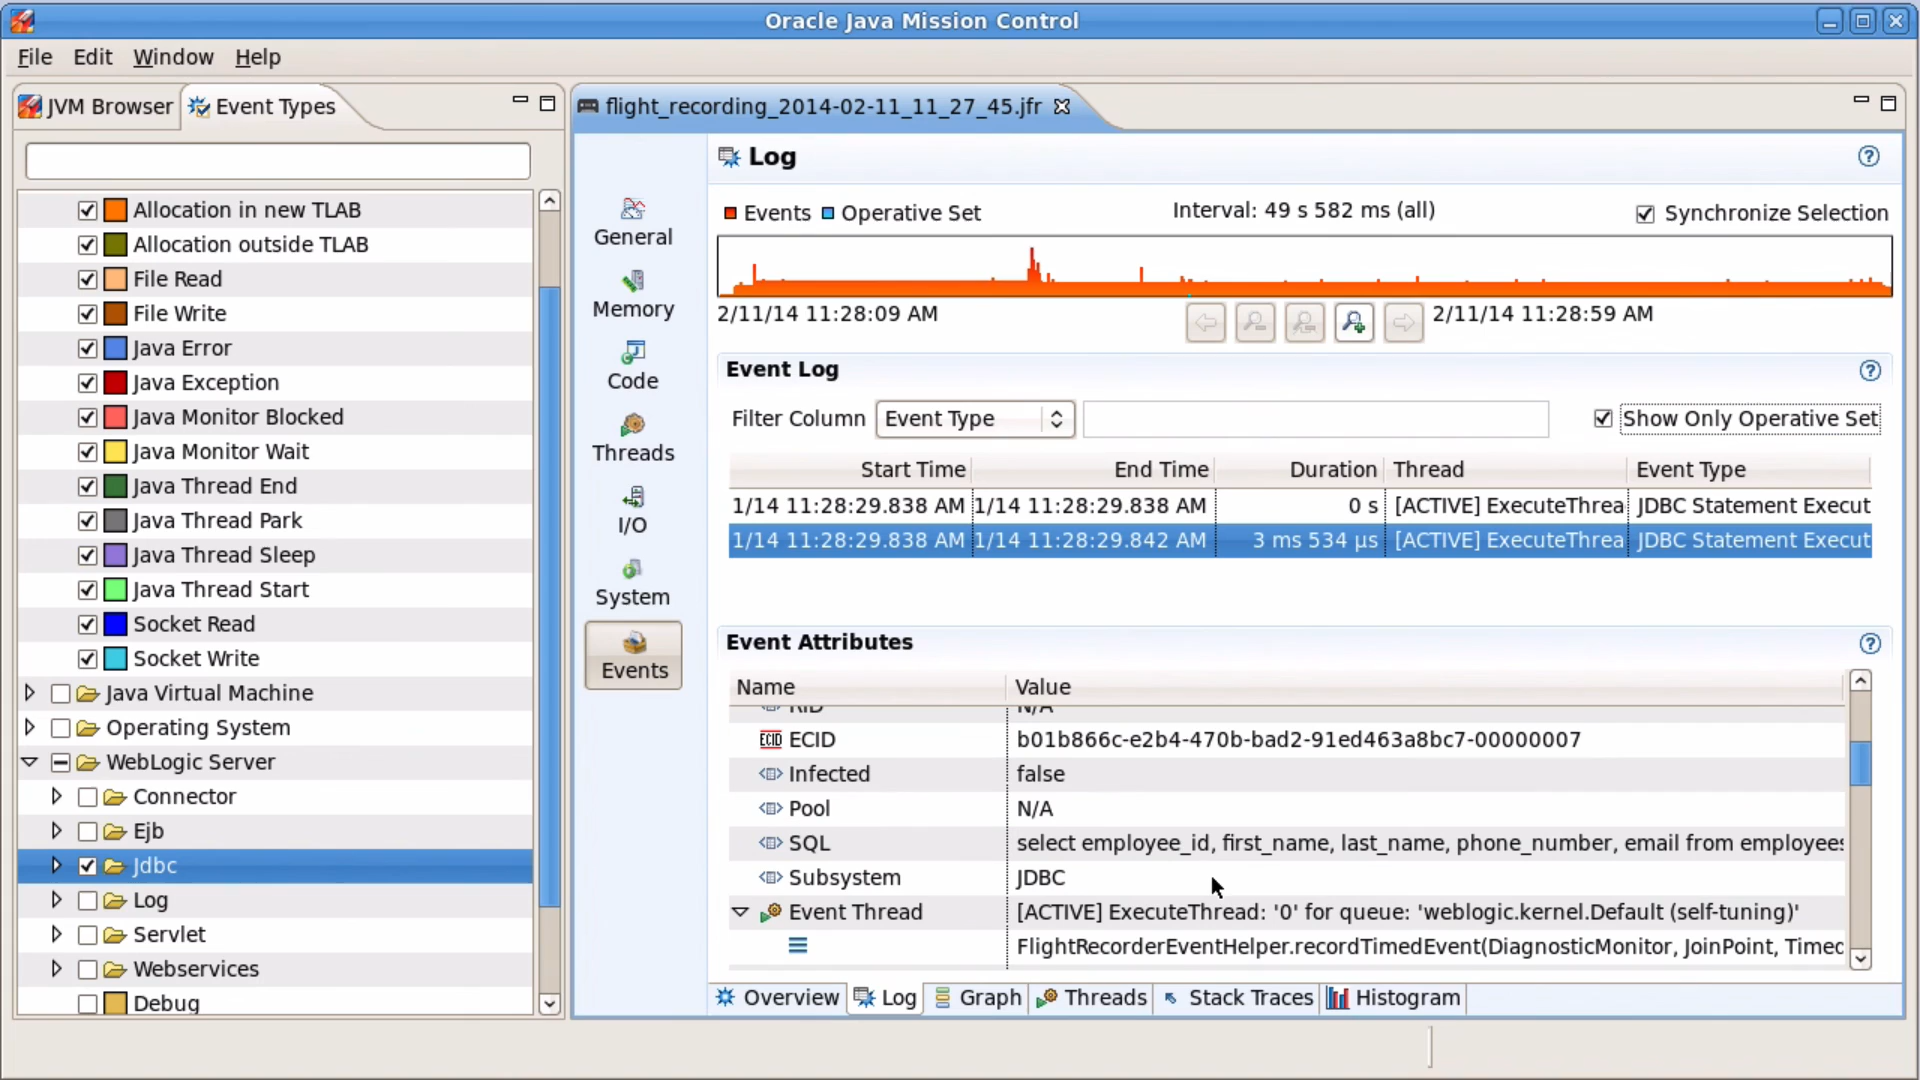 Oracle Java Mission Control
File Edit Window Help
JVM Browser Event Types
flight_recording_2014-02-11_11_27_45.jfr
Allocation in new TLAB
Allocation outside TLAB
File Read
File Write
Java Error
Java Exception
Java Monitor Blocked
Java Monitor Wait
Java Thread End
Java Thread Park
Java Thread Sleep
Java Thread Start
Socket Read
Socket Write
Java Virtual Machine
Operating System
WebLogic Server
Connector
Ejb
Jdbc
Log
Servlet
Webservices
Debug
General
Memory
Code
Threads
I/O
System
Events
Log
Events Operative Set Interval: 49 s 582 ms (all) Synchronize Selection
2/11/14 11:28:09 AM 2/11/14 11:28:59 AM
Event Log
Filter Column Event Type Show Only Operative Set
Start Time End Time Duration Thread Event Type
1/14 11:28:29.838 AM 1/14 11:28:29.838 AM 0 s [ACTIVE] ExecuteThrea JDBC Statement Execut
1/14 11:28:29.838 AM 1/14 11:28:29.842 AM 3 ms 534 µs [ACTIVE] ExecuteThrea JDBC Statement Execut
Event Attributes
Name Value
RID N/A
ECID ECID b01b866c-e2b4-470b-bad2-91ed463a8bc7-00000007
Infected false
Pool N/A
SQL select employee_id, first_name, last_name, phone_number, email from employees
Subsystem JDBC
Event Thread [ACTIVE] ExecuteThread: '0' for queue: 'weblogic.kernel.Default (self-tuning)'
FlightRecorderEventHelper.recordTimedEvent(DiagnosticMonitor, JoinPoint, Timed
Overview Log Graph Threads Stack Traces Histogram